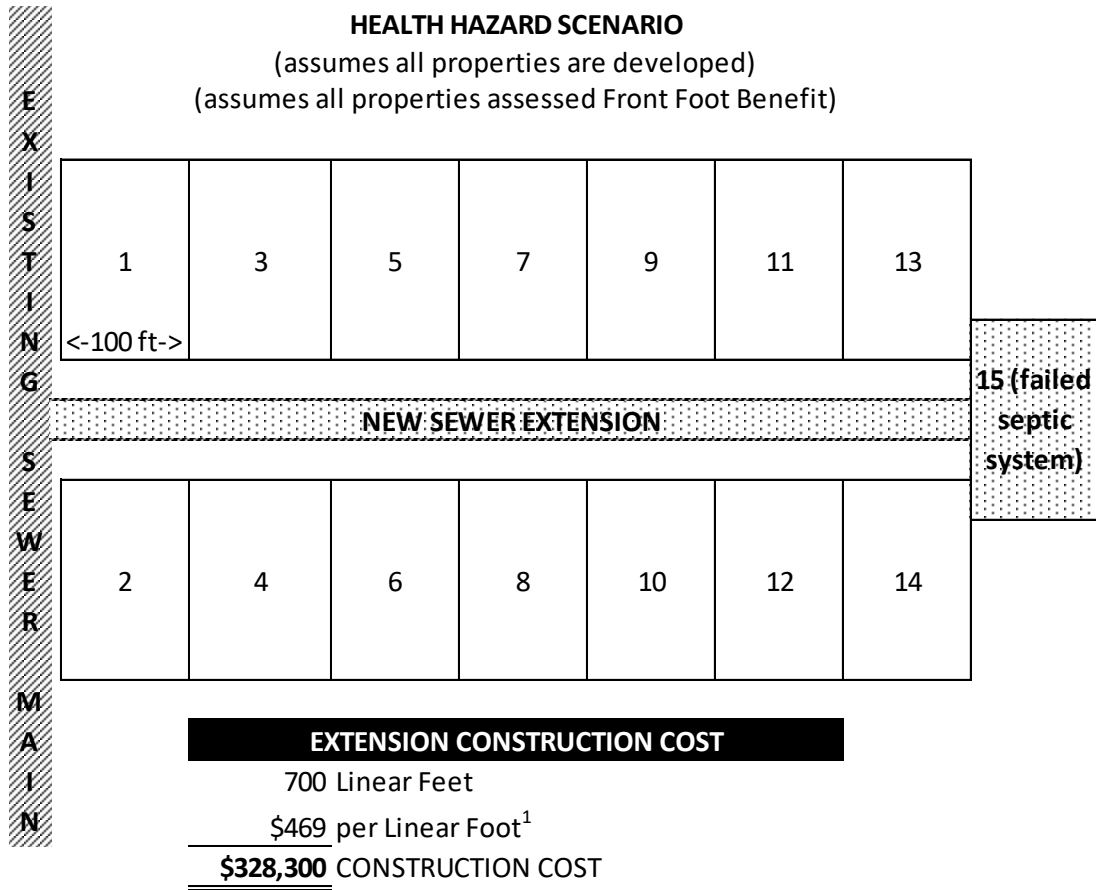 HEALTH HAZARD SCENARIO
(assumes all properties are developed)
(assumes all properties assessed Front Foot Benefit)
EXISTING SEWER MAIN
1 3 5 7 9 11 13
<-100 ft->
15 (failed
septic
system)
NEW SEWER EXTENSION
2 4 6 8 10 12 14
EXTENSION CONSTRUCTION COST
700 Linear Feet
$469 per Linear Foot¹
$328,300 CONSTRUCTION COST